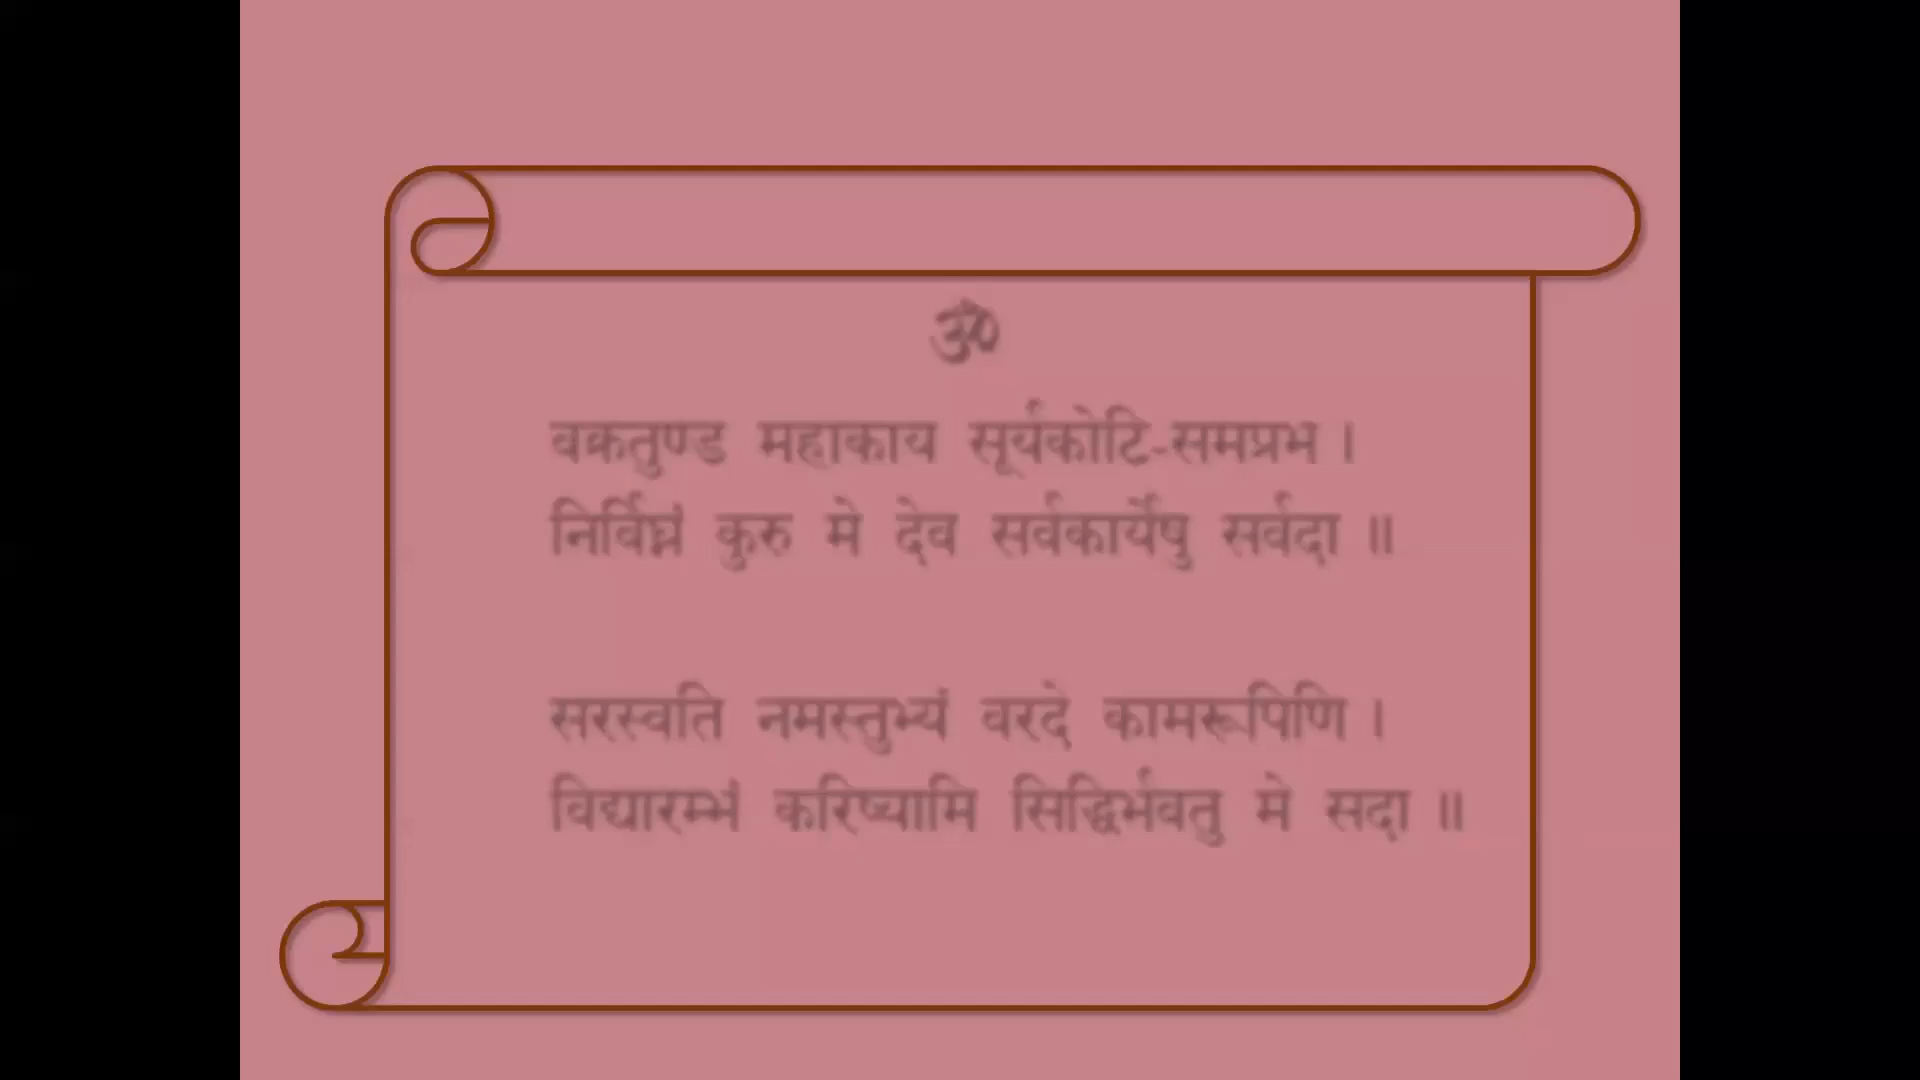 ॐ
वक्रतुण्ड महाकाय सूर्यकोटि-समप्रभ ।
निर्विघ्नं कुरु मे देव सर्वकार्येषु सर्वदा ॥
सरस्वति नमस्तुभ्यं वरदे कामरूपिणि ।
विद्यारम्भं करिष्यामि सिद्धिर्भवतु मे सदा ॥